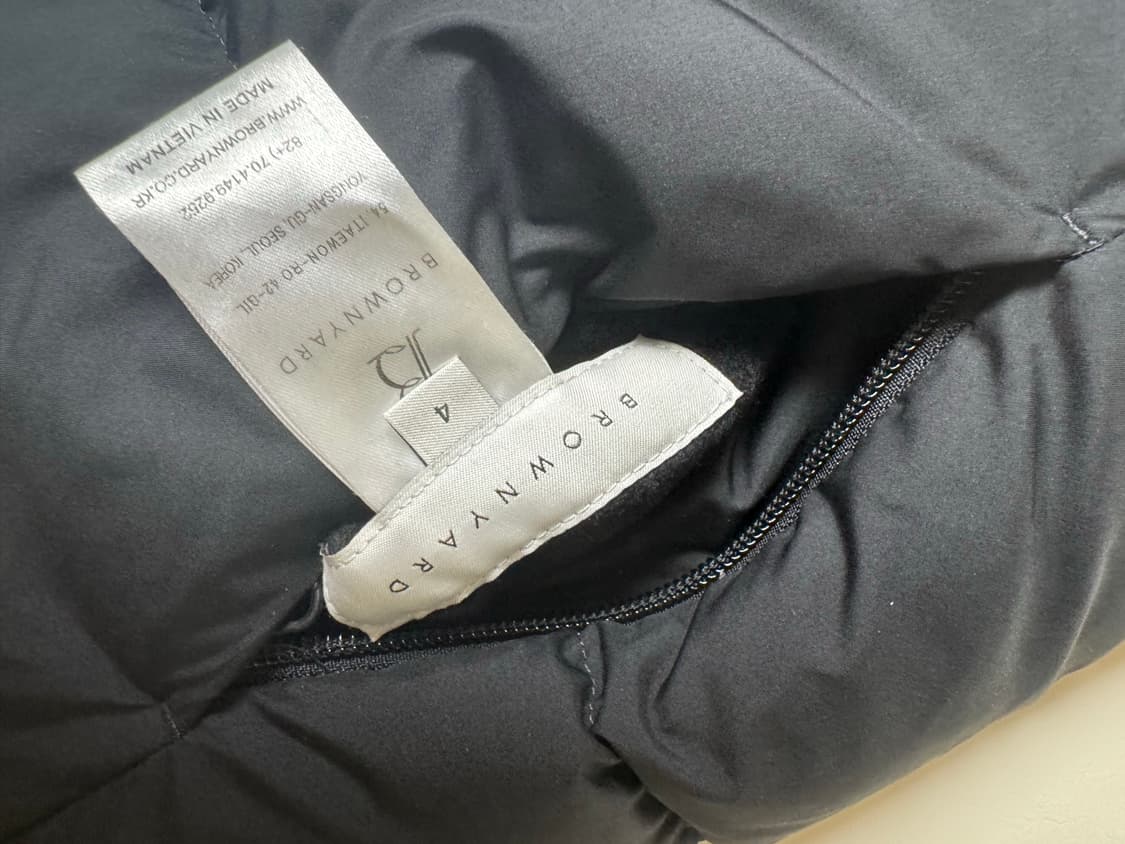 BROWNYARD
4
BROWNYARD
54, ITAEWON-RO 42-GIL
YONGSAN-GU SEOUL KOREA
82+) 70.4149.9252
WWW.BROWNYARD.CO.KR
MADE IN VIETNAM